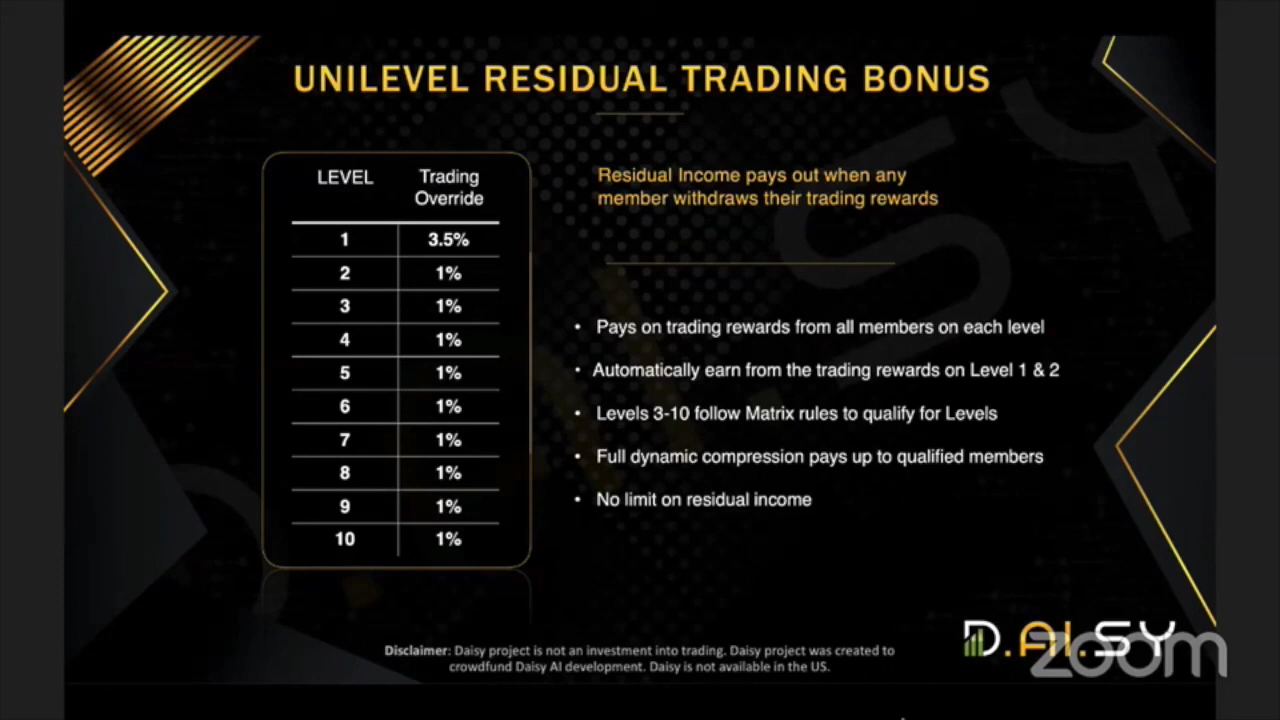 UNILEVEL RESIDUAL TRADING BONUS
LEVEL Trading Override
1 3.5%
2 1%
3 1%
4 1%
5 1%
6 1%
7 1%
8 1%
9 1%
10 1%
Residual Income pays out when any
member withdraws their trading rewards
• Pays on trading rewards from all members on each level
• Automatically earn from the trading rewards on Level 1 & 2
• Levels 3-10 follow Matrix rules to qualify for Levels
• Full dynamic compression pays up to qualified members
• No limit on residual income
Disclaimer: Daisy project is not an investment into trading. Daisy project was created to
crowdfund Daisy AI development. Daisy is not available in the US.
D.AI.SY
zoom